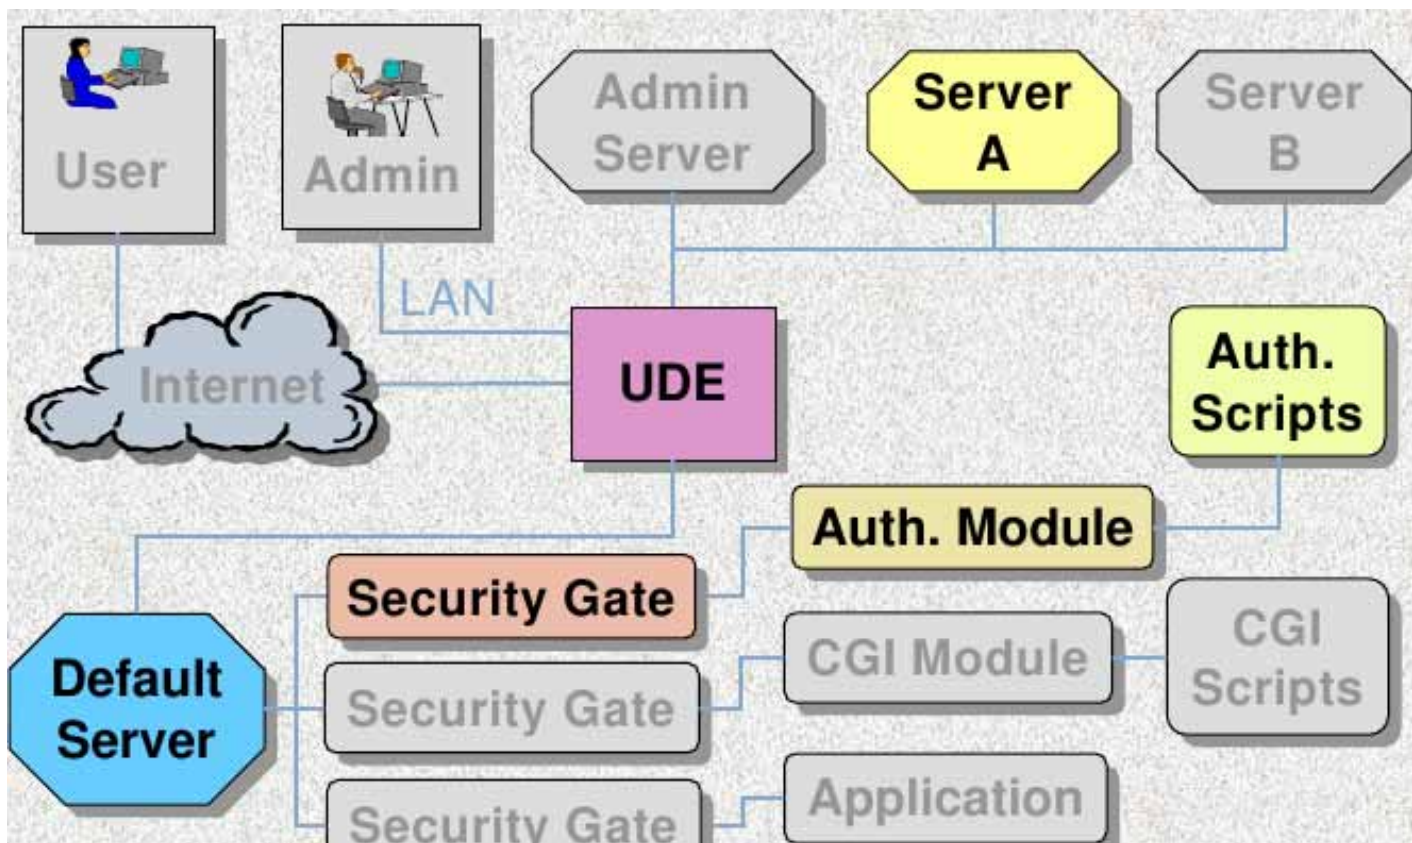 User
Admin
Admin
Server
Server
A
Server
B
LAN
Internet
UDE
Auth.
Scripts
Auth. Module
Security Gate
CGI Module
CGI
Scripts
Default
Server
Security Gate
Application
Security Gate